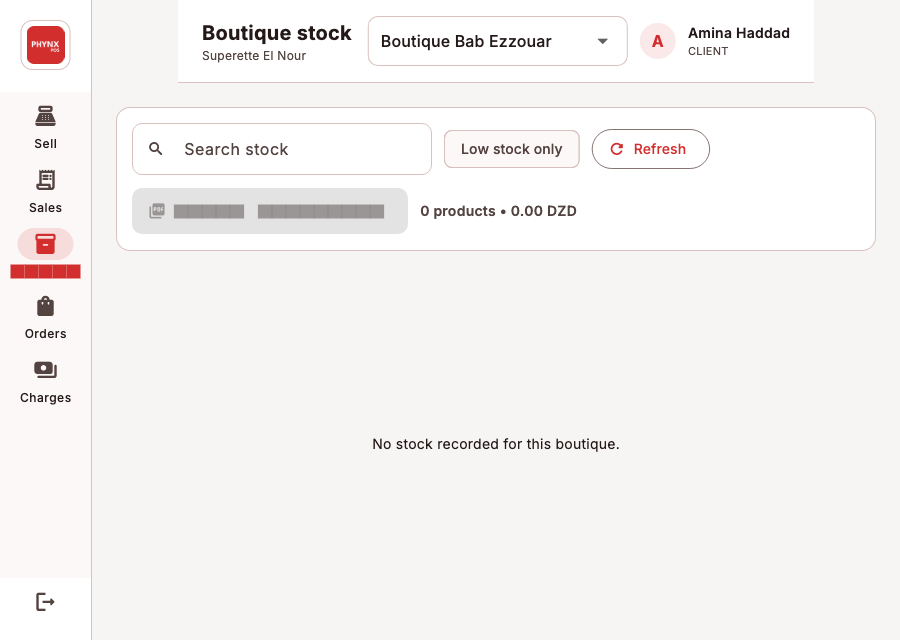 PHYNX
POS
Boutique stock
Superette El Nour
Boutique Bab Ezzouar
A
Amina Haddad
CLIENT
Sell
Sales
Orders
Charges
Search stock
Low stock only
Refresh
PDF
0 products • 0.00 DZD
No stock recorded for this boutique.